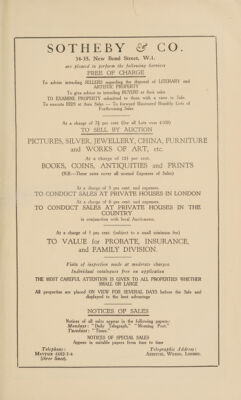 SOTHEBY & CO.
34-35, New Bond Street, W.1.
are pleased to perform the following Services
FREE OF CHARGE
To advise intending SELLERS regarding the disposal of LITERARY and
ARTISTIC PROPERTY
To give advice to intending BUYERS at their sales
TO EXAMINE PROPERTY submitted to them with a view to Sale.
To execute BIDS at their Sales — To forward Illustrated Monthly Lists of
Forthcoming Sales
At a charge of 7½ per cent (for all Lots over £100)
TO SELL BY AUCTION
PICTURES, SILVER, JEWELLERY, CHINA, FURNITURE
and WORKS OF ART, etc.
At a charge of 12½ per cent.
BOOKS, COINS, ANTIQUITIES and PRINTS
(N.B.—These rates cover all normal Expenses of Sales)
At a charge of 5 per cent. and expenses.
TO CONDUCT SALES AT PRIVATE HOUSES IN LONDON
At a charge of 6 per cent. and expenses.
TO CONDUCT SALES AT PRIVATE HOUSES IN THE
COUNTRY
in conjunction with local Auctioneers.
At a charge of 1 per cent. (subject to a small minimum fee)
TO VALUE for PROBATE, INSURANCE,
and FAMILY DIVISION.
Visits of inspection made at moderate charges.
Individual catalogues free on application
THE MOST CAREFUL ATTENTION IS GIVEN TO ALL PROPERTIES WHETHER
SMALL OR LARGE
All properties are placed ON VIEW FOR SEVERAL DAYS before the Sale and
displayed to the best advantage
NOTICES OF SALES
Notices of all sales appear in the following papers:
Mondays: "Daily Telegraph," "Morning Post."
Tuesdays: "Times."
NOTICES OF SPECIAL SALES
Appear in suitable papers from time to time
Telephone:
MAYFAIR 6682-3-4
(three lines).
Telegraphic Address:
ABINITIO, WESDO, LONDON.